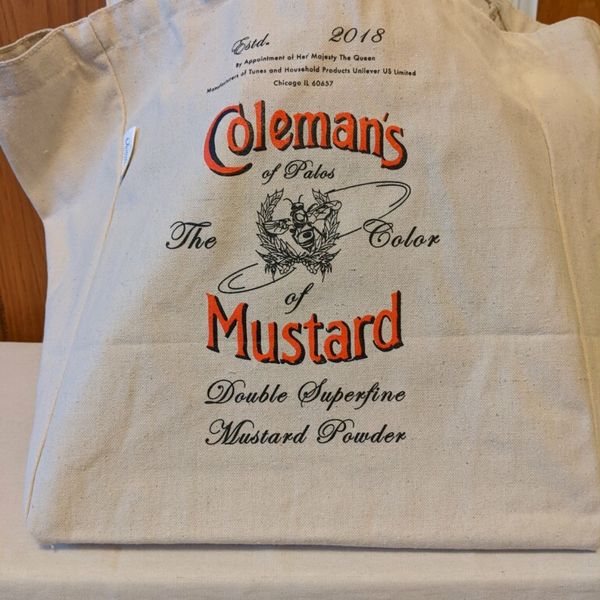 Estd. 2018
By Appointment of Her Majesty The Queen
Manufacturers of Tunes and Household Products Unilever US Limited
Chicago IL 60657
Coleman's
of Palos
The Color
of
Mustard
Double Superfine
Mustard Powder